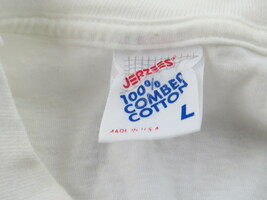 JERZEES
100%
COMBED
COTTON
L
MADE IN U.S.A.